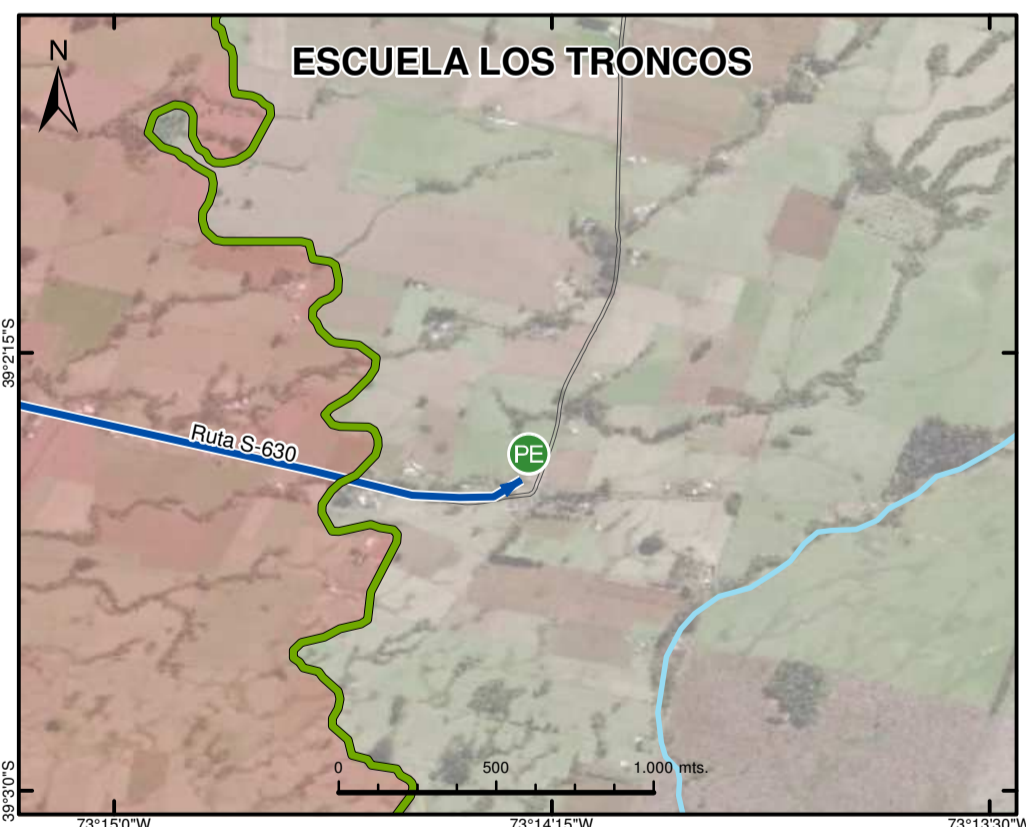 ESCUELA LOS TRONCOS
N
39°2'15"S
Ruta S-630
PE
0 500 1.000 mts.
39°3'0"S
73°15'0"W 73°14'15"W 73°13'30"W